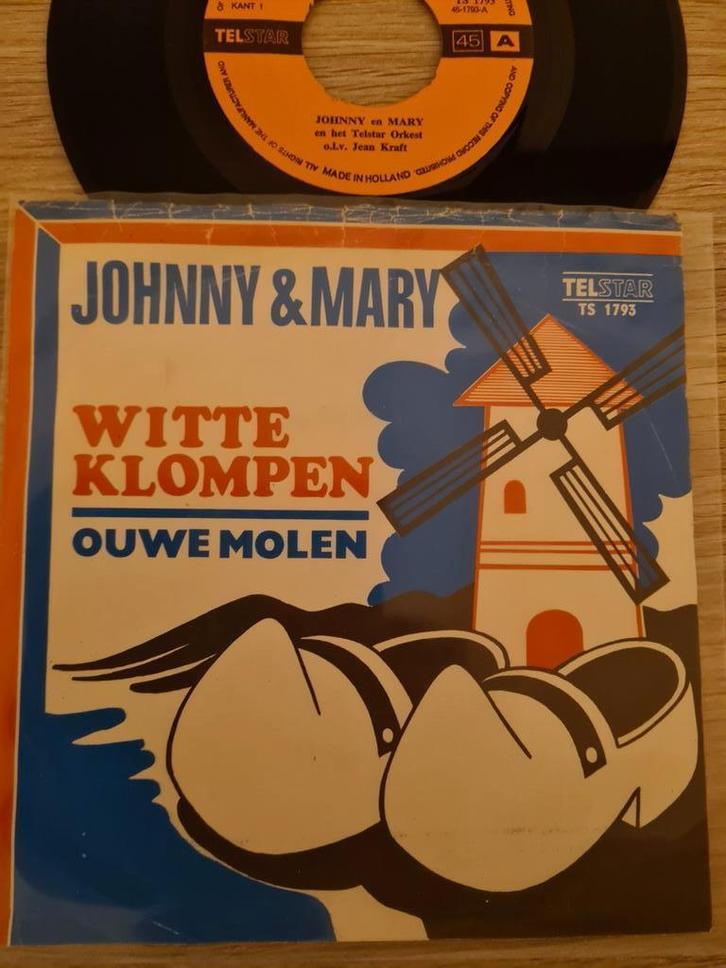 KANT 1
TS 1793
45-1793-A
TELSTAR
45 A
JOHNNY en MARY
en het Telstar Orkest
o.l.v. Jean Kraft
AND COPYING OF THIS RECORD PROHIBITED.
MADE IN HOLLAND
ALL RIGHTS OF THE MANUFACTURER AND
JOHNNY & MARY
TELSTAR
TS 1793
WITTE
KLOMPEN
OUWE MOLEN